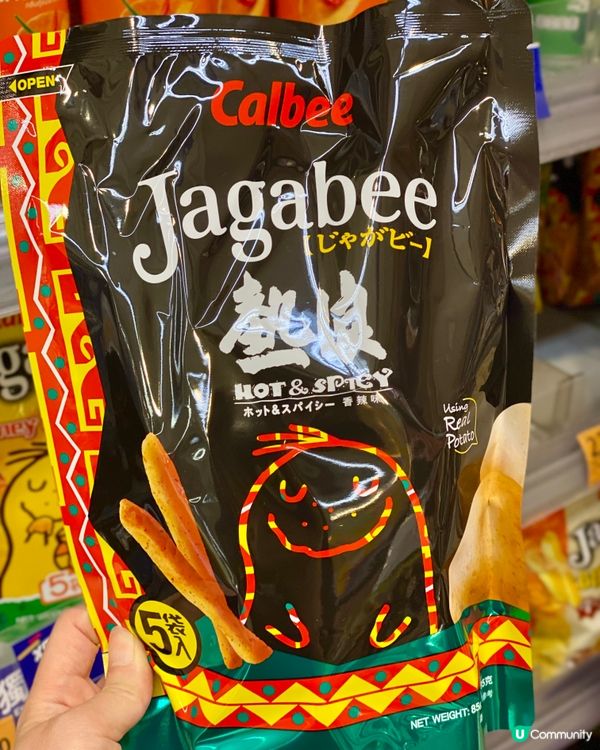 OPEN
Calbee
Jagabee
【じゃがビー】
熱浪
HOT & SPICY
ホット&スパイシー 香辣味
Using
Real
Potato
5袋入
NET WEIGHT: 85
U Community